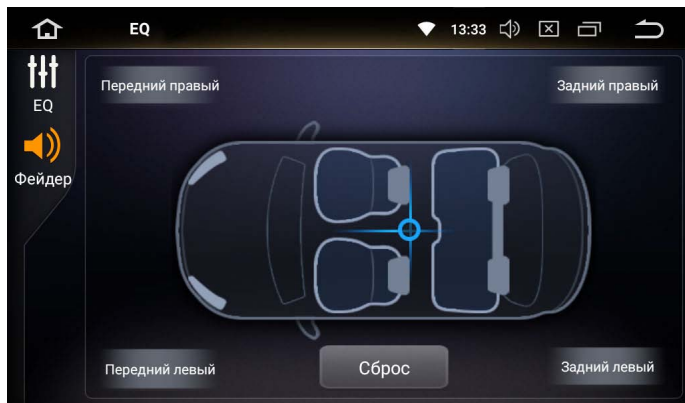 EQ 13:33
EQ
Фейдер
Передний правый Задний правый
Передний левый Сброс Задний левый